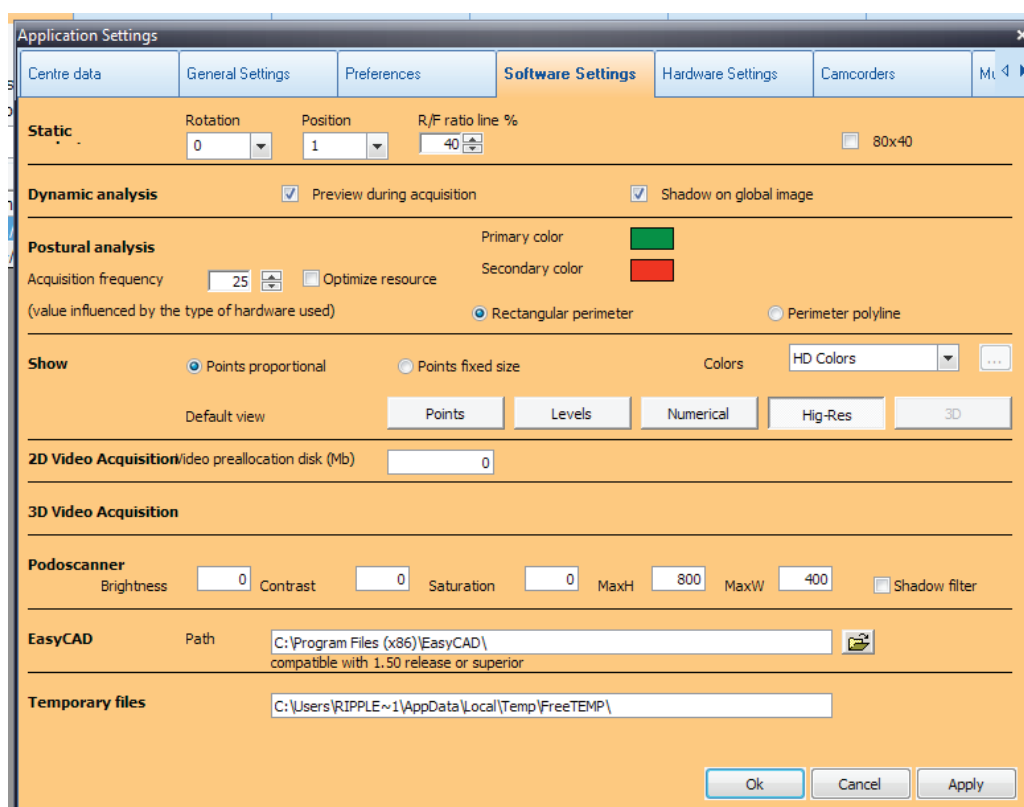 Application Settings
Centre data General Settings Preferences Software Settings Hardware Settings Camcorders
Rotation Position R/F ratio line %
Static 0 1 40 80x40
Dynamic analysis Preview during acquisition Shadow on global image
Primary color
Postural analysis
Secondary color
Acquisition frequency 25 Optimize resource
(value influenced by the type of hardware used) Rectangular perimeter Perimeter polyline
Show Points proportional Points fixed size Colors HD Colors ...
Default view Points Levels Numerical Hig-Res 3D
2D Video Acquisition Video preallocation disk (Mb) 0
3D Video Acquisition
Podoscanner
Brightness 0 Contrast 0 Saturation 0 MaxH 800 MaxW 400 Shadow filter
EasyCAD Path C:\Program Files (x86)\EasyCAD\
compatible with 1.50 release or superior
Temporary files C:\Users\RIPPLE~1\AppData\Local\Temp\FreeTEMP\
Ok Cancel Apply